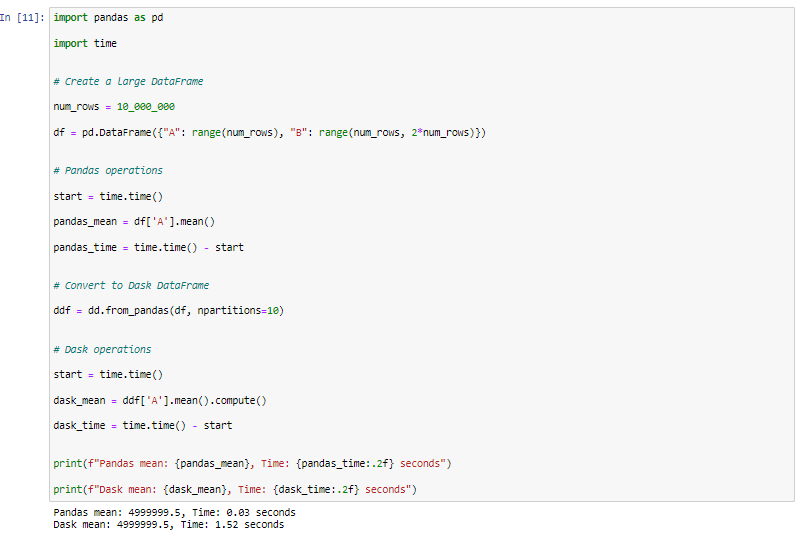 In [11]: import pandas as pd
import time
# Create a Large DataFrame
num_rows = 10_000_000
df = pd.DataFrame({"A": range(num_rows), "B": range(num_rows, 2*num_rows)})
# Pandas operations
start = time.time()
pandas_mean = df['A'].mean()
pandas_time = time.time() - start
# Convert to Dask DataFrame
ddf = dd.from_pandas(df, npartitions=10)
# Dask operations
start = time.time()
dask_mean = ddf['A'].mean().compute()
dask_time = time.time() - start
print(f"Pandas mean: {pandas_mean}, Time: {pandas_time:.2f} seconds")
print(f"Dask mean: {dask_mean}, Time: {dask_time:.2f} seconds")
Pandas mean: 4999999.5, Time: 0.03 seconds
Dask mean: 4999999.5, Time: 1.52 seconds